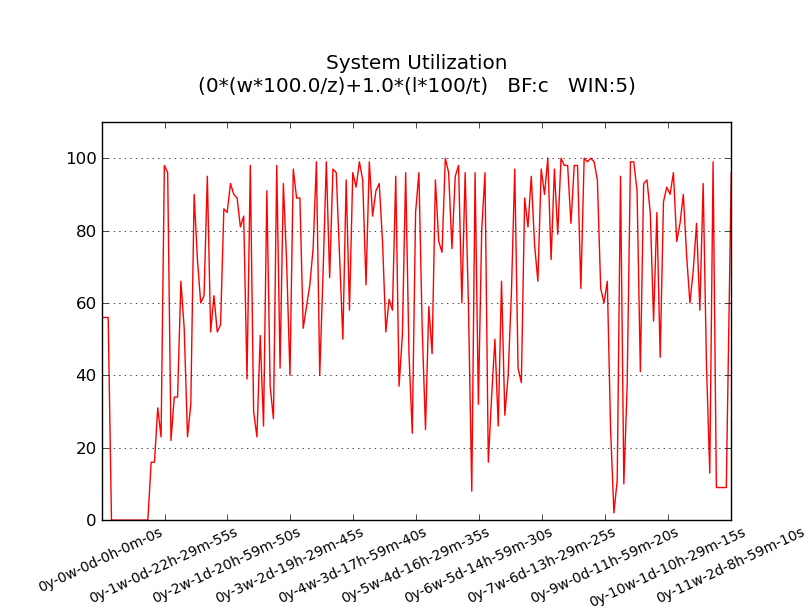 System Utilization
(0*(w*100.0/z)+1.0*(l*100/t)   BF:c   WIN:5)
100
80
60
40
20
0
0y-0w-0d-0h-0m-0s
0y-1w-0d-22h-29m-55s
0y-2w-1d-20h-59m-50s
0y-3w-2d-19h-29m-45s
0y-4w-3d-17h-59m-40s
0y-5w-4d-16h-29m-35s
0y-6w-5d-14h-59m-30s
0y-7w-6d-13h-29m-25s
0y-9w-0d-11h-59m-20s
0y-10w-1d-10h-29m-15s
0y-11w-2d-8h-59m-10s